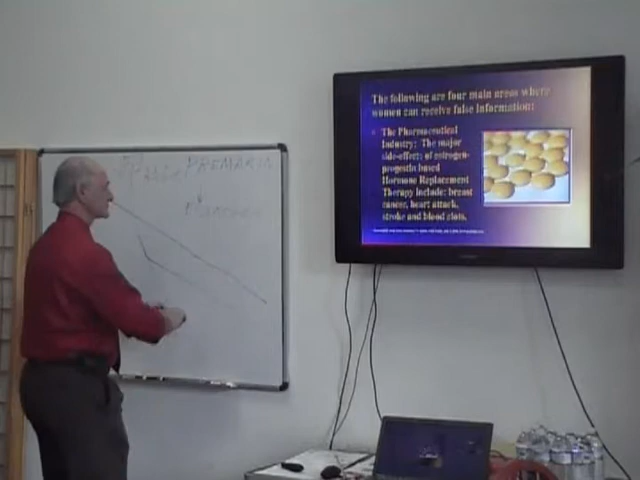 PREMARIN
The following are four main areas where
women can receive false information:
The Pharmaceutical
Industry: The major
side-effects of estrogen-
progestin based
Hormone Replacement
Therapy include: breast
cancer, heart attack,
stroke and blood clots.